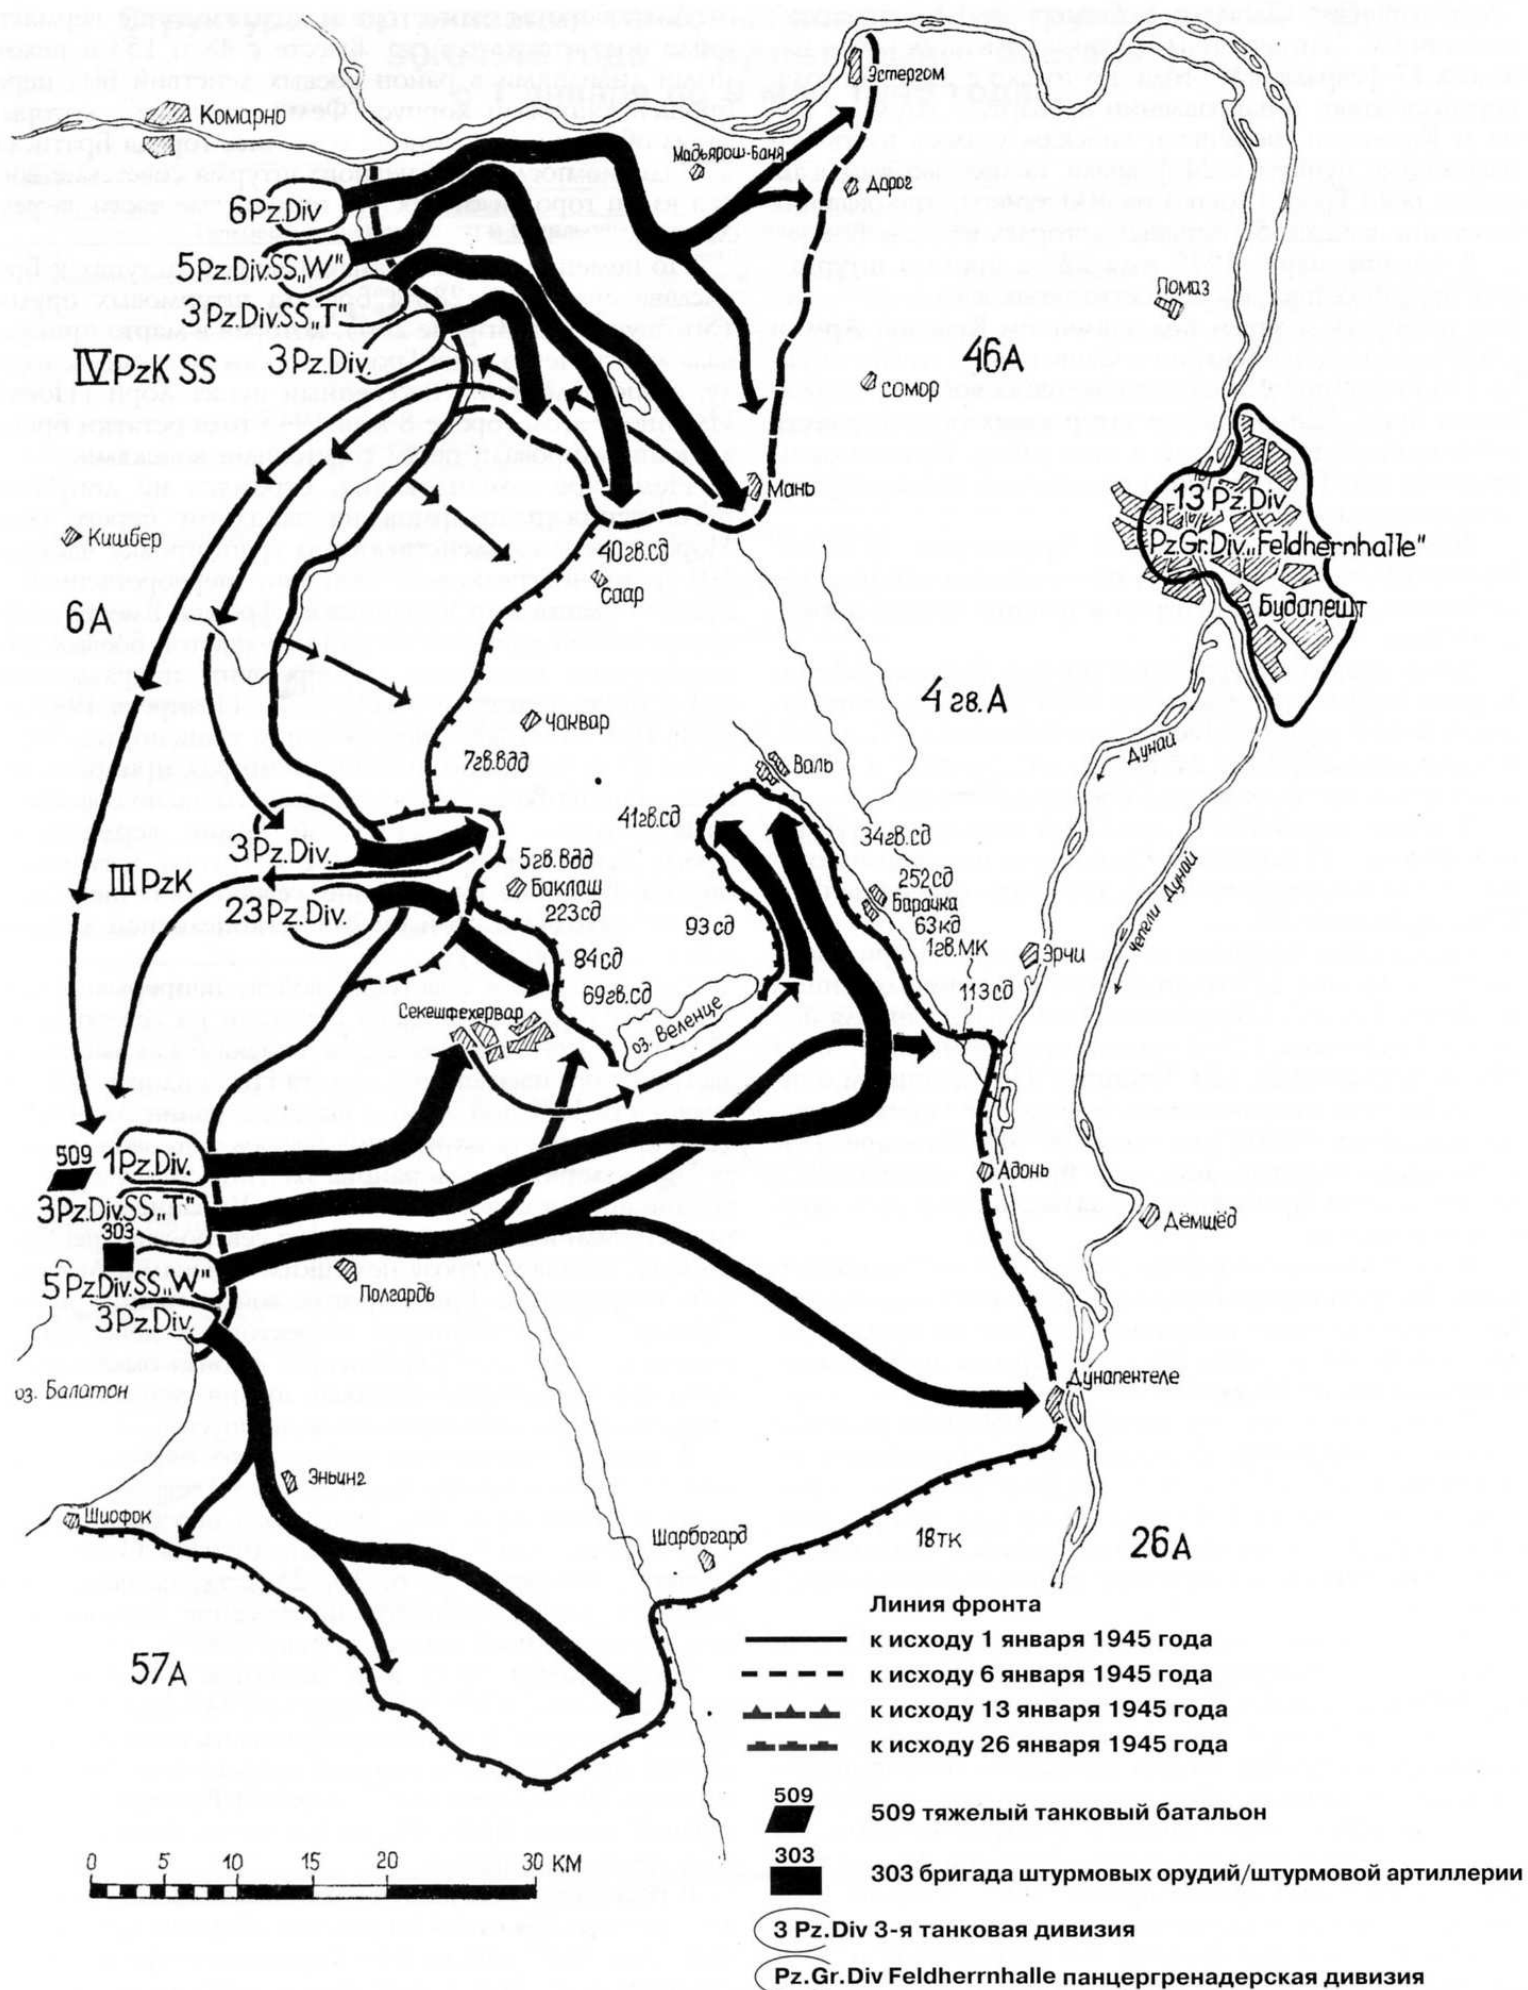 Комарно
Эстергом
Мадьярош-Баня
Дорог
6 Pz.Div
5 Pz.Div.SS„W"
3 Pz.Div.SS„T"
3 Pz.Div.
IV PzK SS
Помаз
46 А
Сомор
Мань
13 Pz.Div
Pz.Gr.Div.„Feldhernhalle"
Будапешт
Кишбер
40 гв.сд
Саар
6 А
Чаквар
7 гв.вдд
4 гв.А
Дунай
Валь
41 гв.сд
34 гв.сд
3 Pz.Div.
5 гв.вдд
III PzK
Баклаш
252 сд
Барачка
23 Pz.Div.
223 сд
63 кд
93 сд
1 гв.МК
Чепели Дунай
84 сд
Эрчи
69 гв.сд
113 сд
Секешфехервар
оз. Веленце
509
1 Pz.Div.
3 Pz.Div.SS„T"
303
5 Pz.Div.SS„W"
3 Pz.Div.
Адонь
Дёмшёд
Полгардь
оз. Балатон
Дунапентеле
Эньинг
Шиофок
Шарбогард
18 тк
26 А
57 А
Линия фронта
к исходу 1 января 1945 года
к исходу 6 января 1945 года
к исходу 13 января 1945 года
к исходу 26 января 1945 года
509
509 тяжелый танковый батальон
303
303 бригада штурмовых орудий/штурмовой артиллерии
3 Pz.Div 3-я танковая дивизия
Pz.Gr.Div Feldherrnhalle панцергренадерская дивизия
0 5 10 15 20 30 КМ